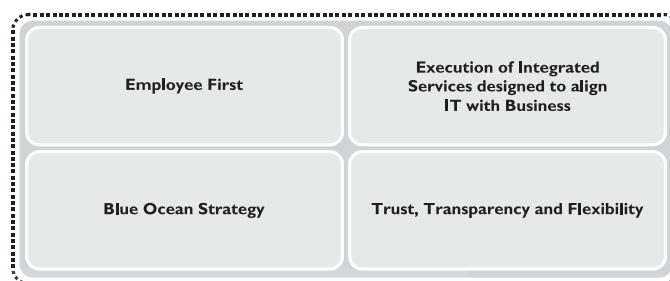 Employee First
Execution of Integrated
Services designed to align
IT with Business
Blue Ocean Strategy
Trust, Transparency and Flexibility